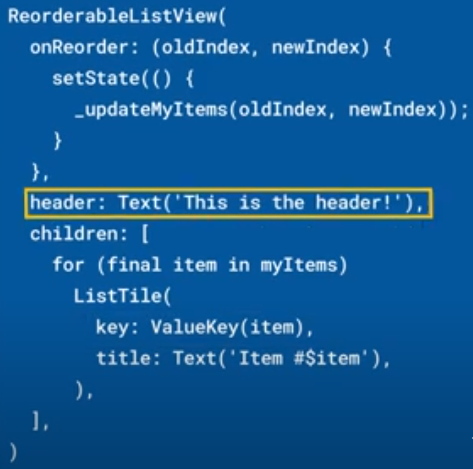 ReorderableListView(
  onReorder: (oldIndex, newIndex) {
    setState(() {
      _updateMyItems(oldIndex, newIndex));
    }
  },
  header: Text('This is the header!'),
  children: [
    for (final item in myItems)
      ListTile(
        key: ValueKey(item),
        title: Text('Item #$item'),
      ),
  ],
)